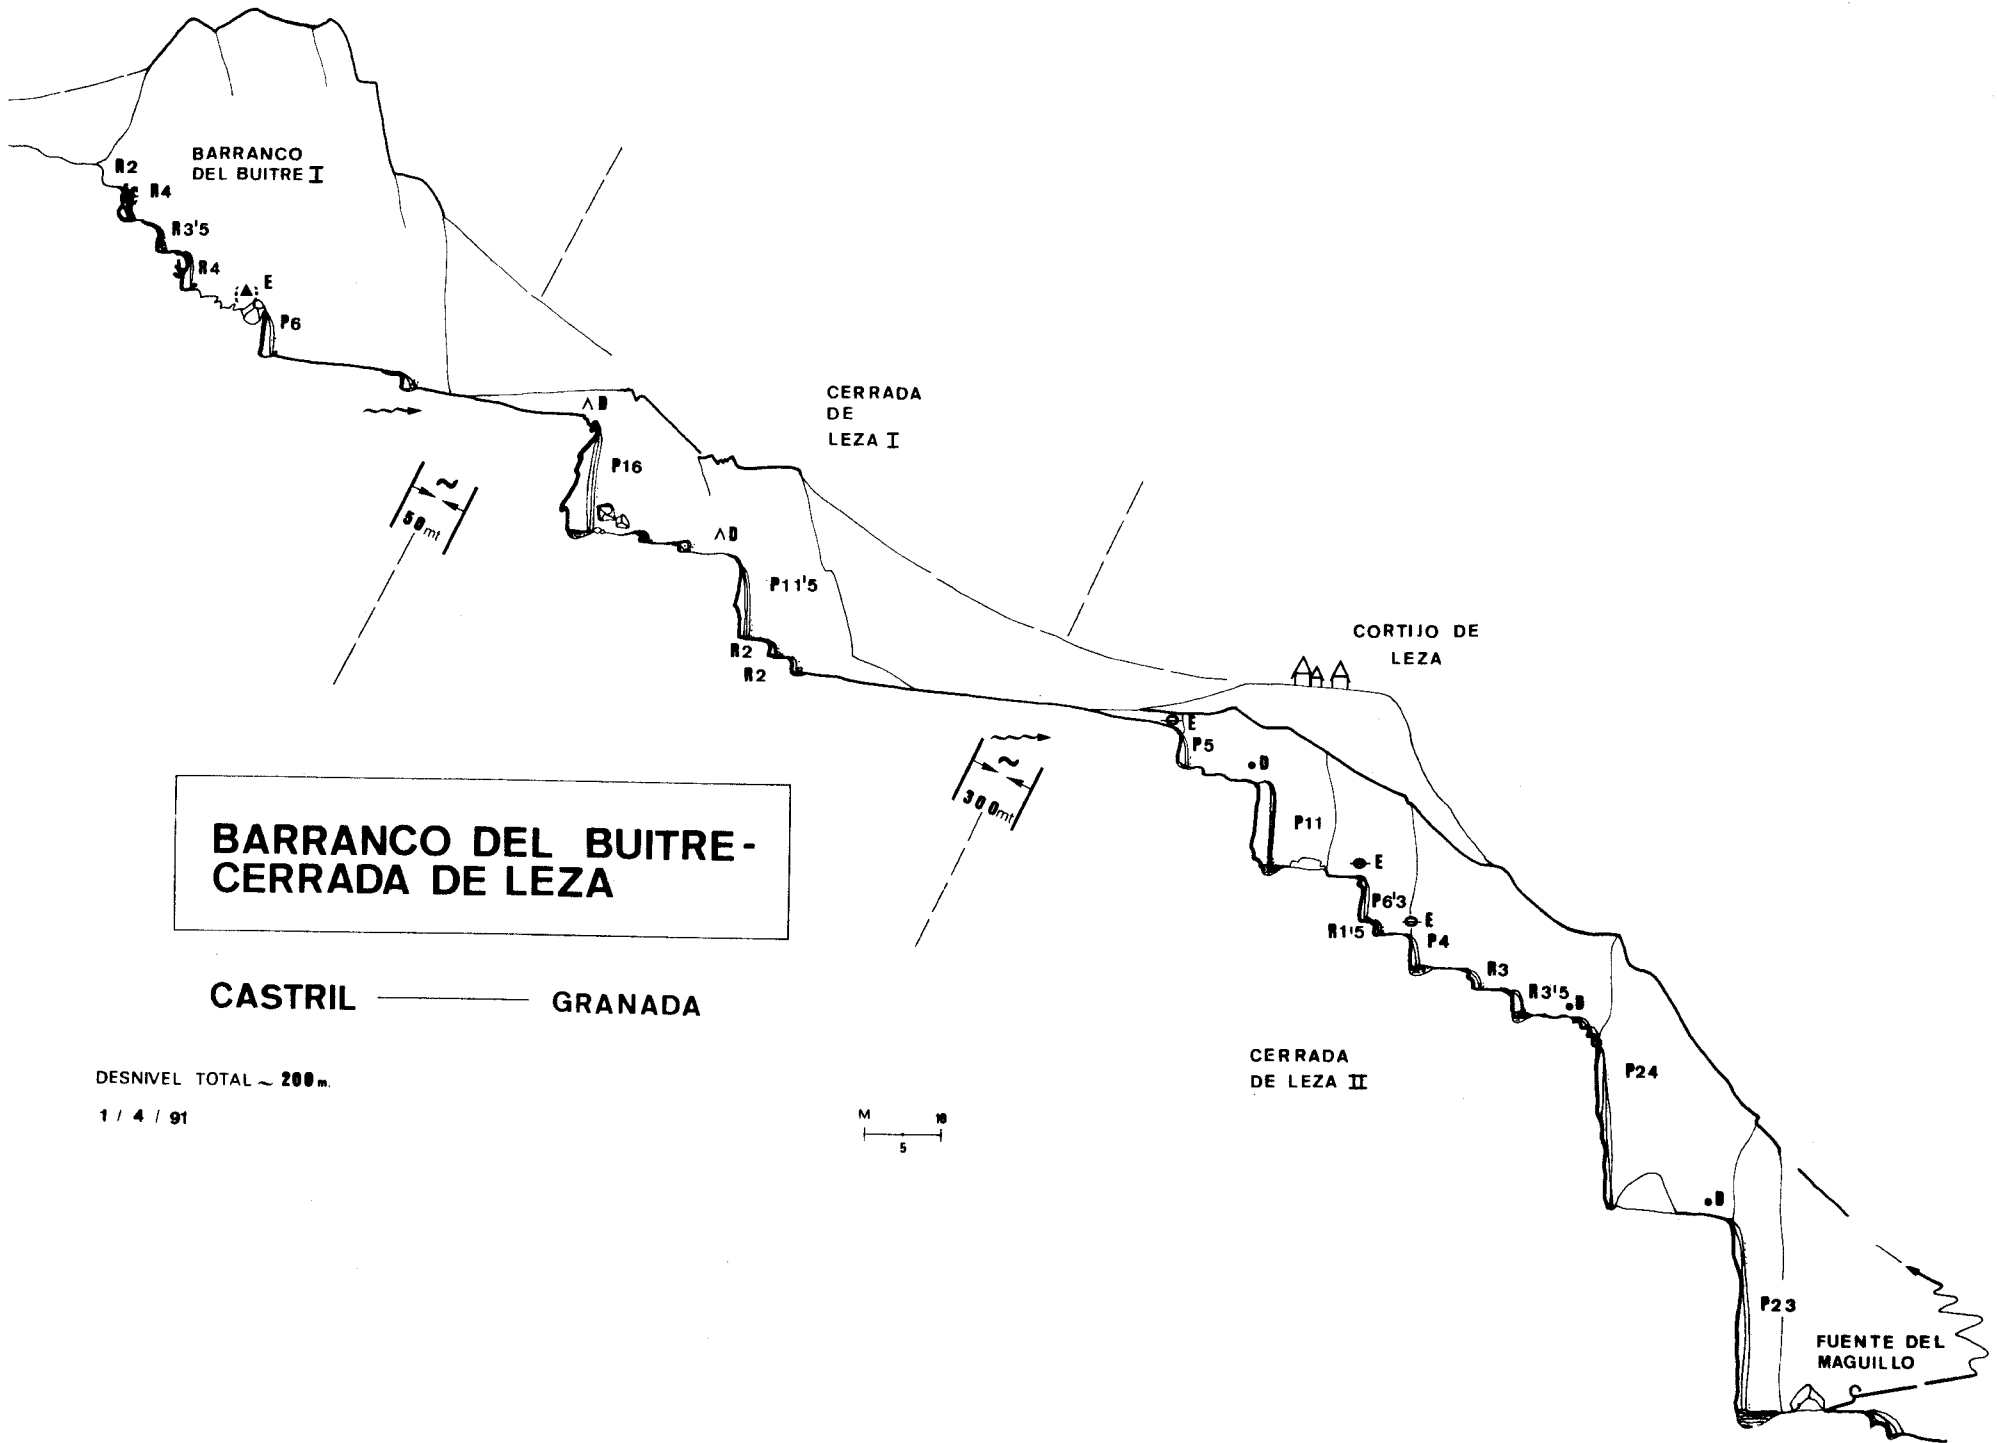 BARRANCO
DEL BUITRE I
R2
R4
R3'5
R4
E
P6
D
P16
CERRADA
DE
LEZA I
~
50mt
D
P11'5
R2
R2
CORTIJO DE
LEZA
E
P5
D
~
300mt
P11
E
P6'3
R1'5
E
P4
R3
R3'5
D
BARRANCO DEL BUITRE-
CERRADA DE LEZA
CASTRIL GRANADA
CERRADA
DE LEZA II
P24
DESNIVEL TOTAL ~ 200m.
1 / 4 / 91
M 10
5
D
P23
FUENTE DEL
MAGUILLO